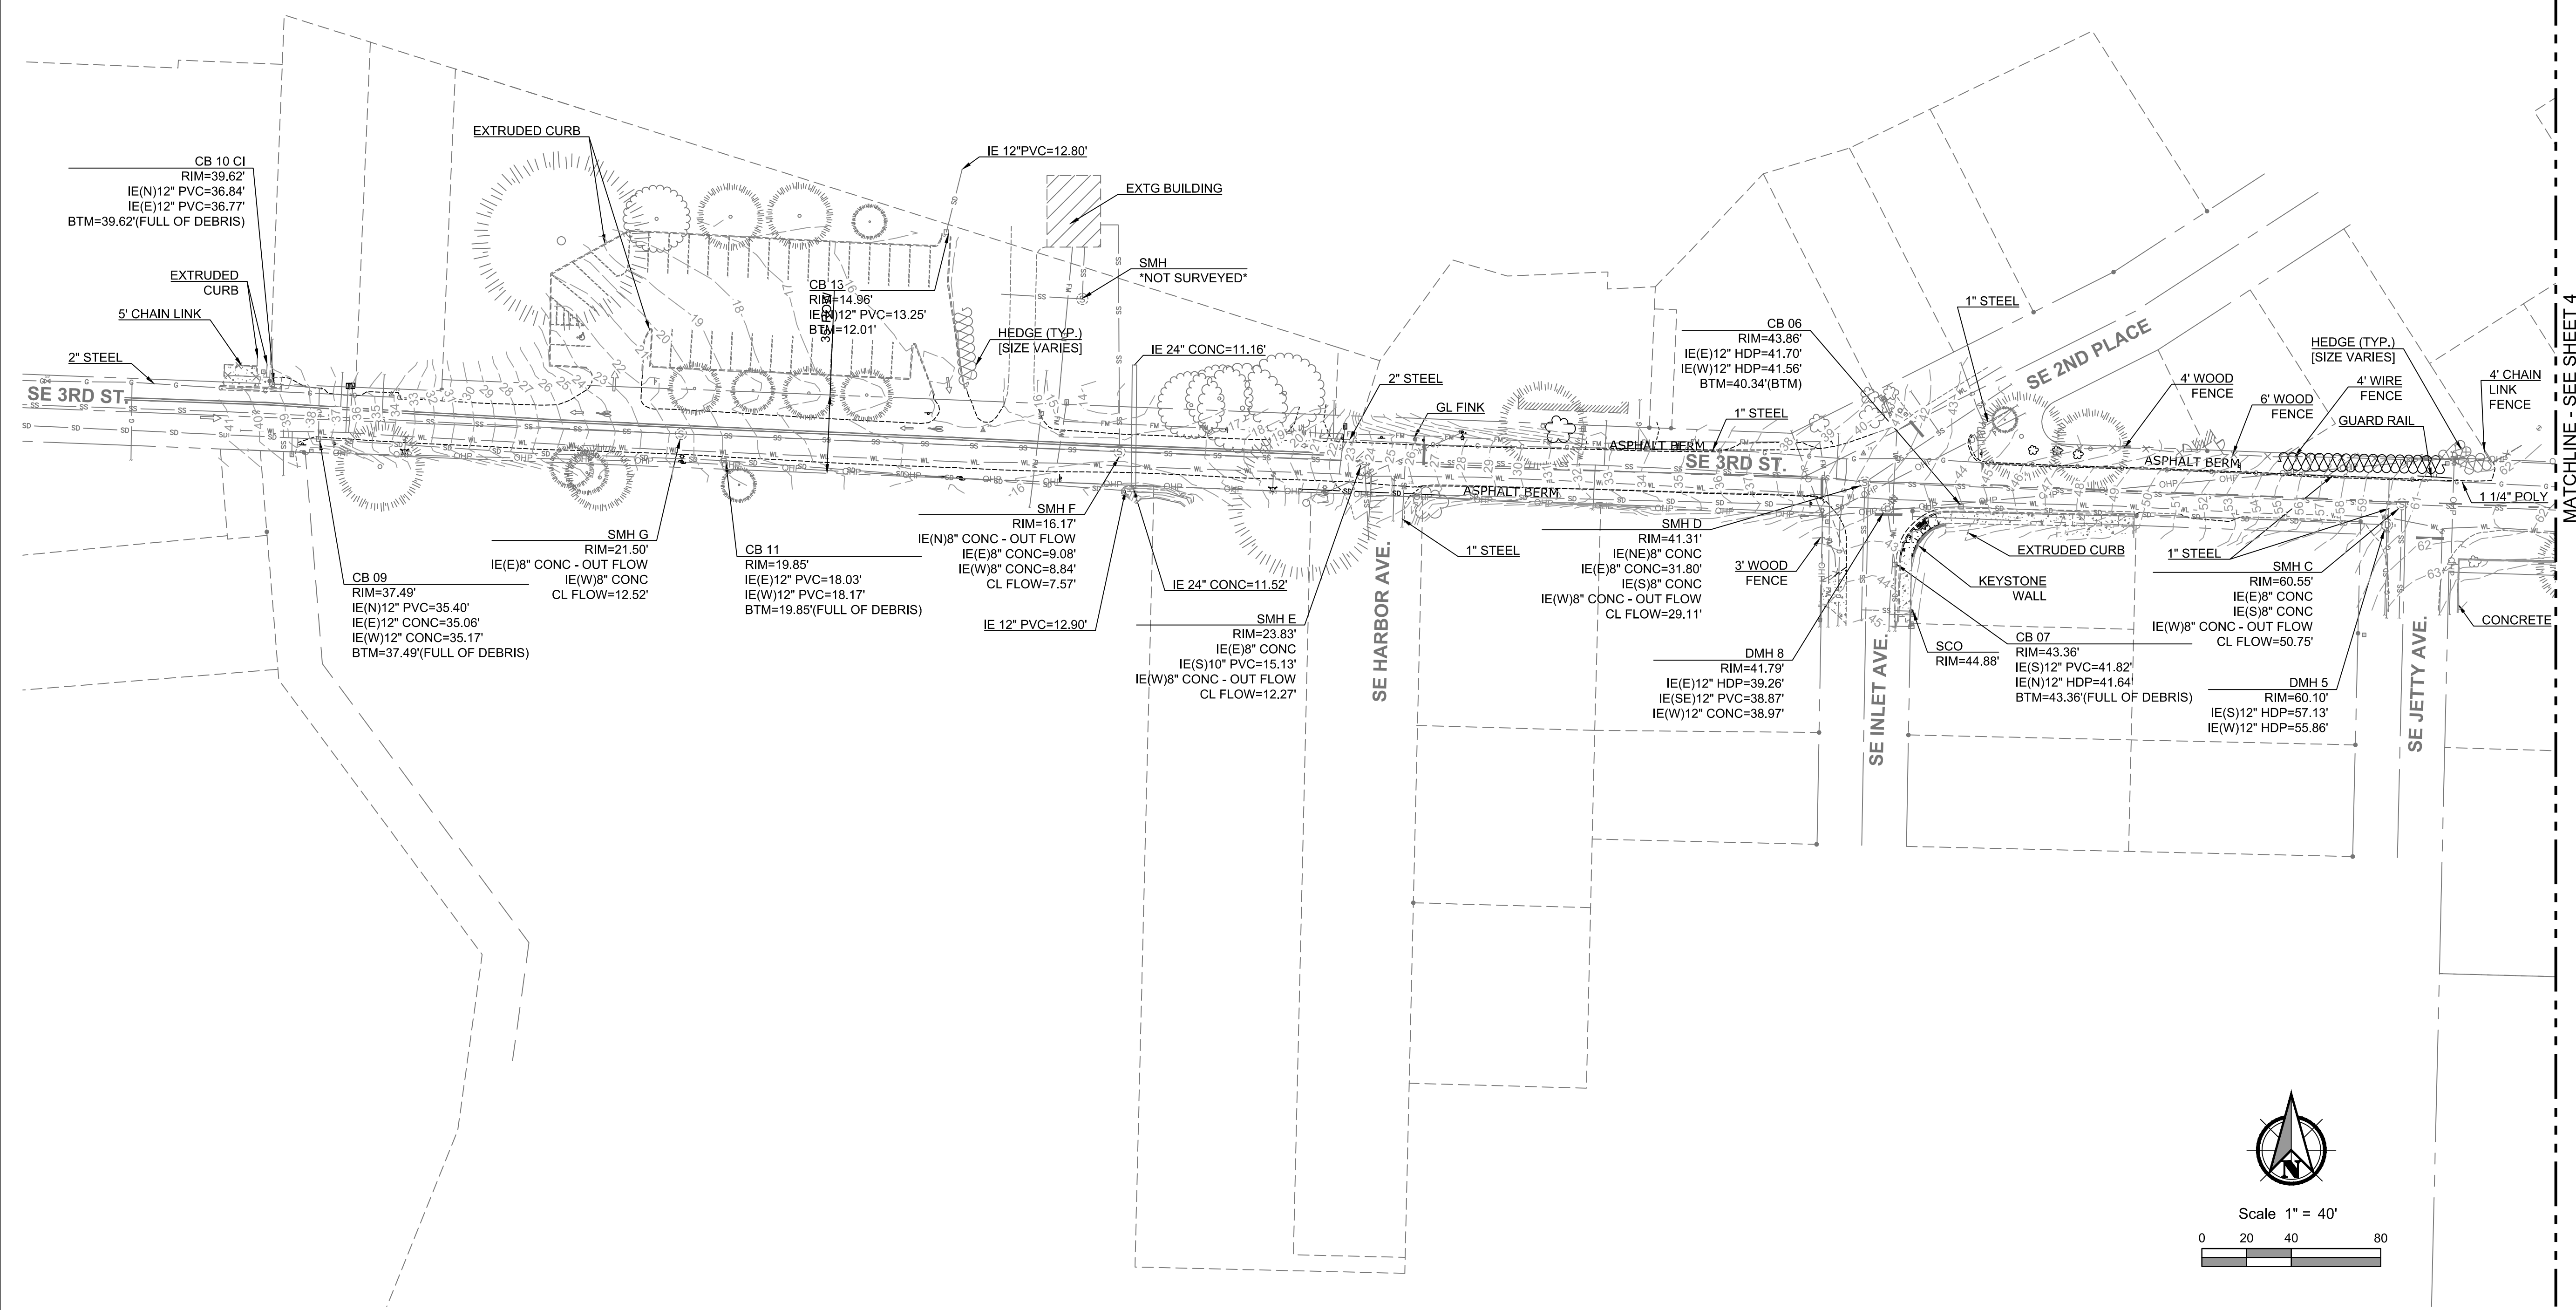 EXTRUDED CURB
CB 10 CI
RIM=39.62'
IE(N)12" PVC=36.84'
IE(E)12" PVC=36.77'
BTM=39.62'(FULL OF DEBRIS)
EXTRUDED
CURB
5' CHAIN LINK
2" STEEL
SE 3RD ST.
IE 12"PVC=12.80'
EXTG BUILDING
SMH
*NOT SURVEYED*
CB 13
RIM=14.96'
IE(N)12" PVC=13.25'
BTM=12.01'
HEDGE (TYP.)
[SIZE VARIES]
IE 24" CONC=11.16'
2" STEEL
GL FINK
CB 06
RIM=43.86'
IE(E)12" HDP=41.70'
IE(W)12" HDP=41.56'
BTM=40.34'(BTM)
1" STEEL
1" STEEL
SE 2ND PLACE
4' WOOD
FENCE
6' WOOD
FENCE
HEDGE (TYP.)
[SIZE VARIES]
4' WIRE
FENCE
GUARD RAIL
4' CHAIN
LINK
FENCE
MATCHLINE - SEE SHEET 4
ASPHALT BERM
SE 3RD ST.
ASPHALT BERM
ASPHALT BERM
1 1/4" POLY
CB 09
RIM=37.49'
IE(N)12" PVC=35.40'
IE(E)12" CONC=35.06'
IE(W)12" CONC=35.17'
BTM=37.49'(FULL OF DEBRIS)
SMH G
RIM=21.50'
IE(E)8" CONC - OUT FLOW
IE(W)8" CONC
CL FLOW=12.52'
CB 11
RIM=19.85'
IE(E)12" PVC=18.03'
IE(W)12" PVC=18.17'
BTM=19.85'(FULL OF DEBRIS)
SMH F
RIM=16.17'
IE(N)8" CONC - OUT FLOW
IE(E)8" CONC=9.08'
IE(W)8" CONC=8.84'
CL FLOW=7.57'
IE 12" PVC=12.90'
IE 24" CONC=11.52'
SMH E
RIM=23.83'
IE(E)8" CONC
IE(S)10" PVC=15.13'
IE(W)8" CONC - OUT FLOW
CL FLOW=12.27'
SE HARBOR AVE.
1" STEEL
SMH D
RIM=41.31'
IE(NE)8" CONC
IE(E)8" CONC=31.80'
IE(S)8" CONC
IE(W)8" CONC - OUT FLOW
CL FLOW=29.11'
3' WOOD
FENCE
DMH 8
RIM=41.79'
IE(E)12" HDP=39.26'
IE(SE)12" PVC=38.87'
IE(W)12" CONC=38.97'
SE INLET AVE.
SCO
RIM=44.88'
EXTRUDED CURB
KEYSTONE
WALL
CB 07
RIM=43.36'
IE(S)12" PVC=41.82'
IE(N)12" HDP=41.64'
BTM=43.36'(FULL OF DEBRIS)
1" STEEL
SMH C
RIM=60.55'
IE(E)8" CONC
IE(S)8" CONC
IE(W)8" CONC - OUT FLOW
CL FLOW=50.75'
DMH 5
RIM=60.10'
IE(S)12" HDP=57.13'
IE(W)12" HDP=55.86'
SE JETTY AVE.
CONCRETE
N
Scale 1" = 40'
0 20 40 80